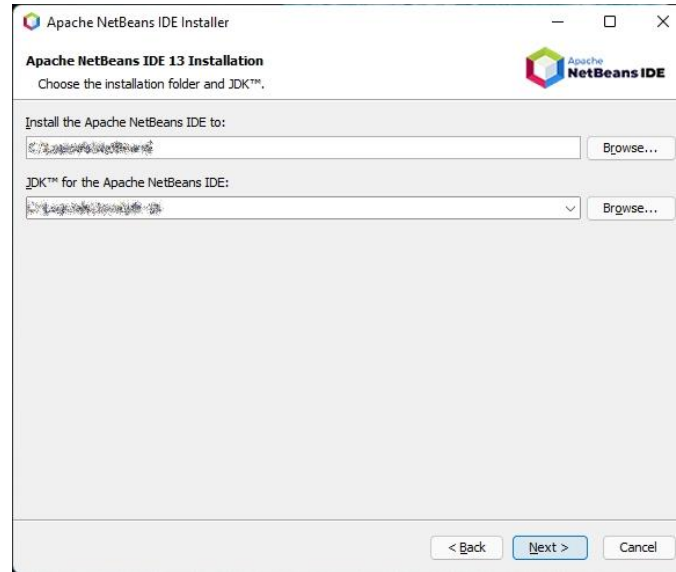 Apache NetBeans IDE Installer
Apache NetBeans IDE 13 Installation
Choose the installation folder and JDK™.
Apache
NetBeans IDE
Install the Apache NetBeans IDE to:
Browse...
JDK™ for the Apache NetBeans IDE:
Browse...
< Back Next > Cancel